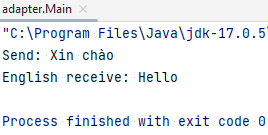 adapter.Main
"C:\Program Files\Java\jdk-17.0.5\
Send: Xin chào
English receive: Hello
Process finished with exit code 0